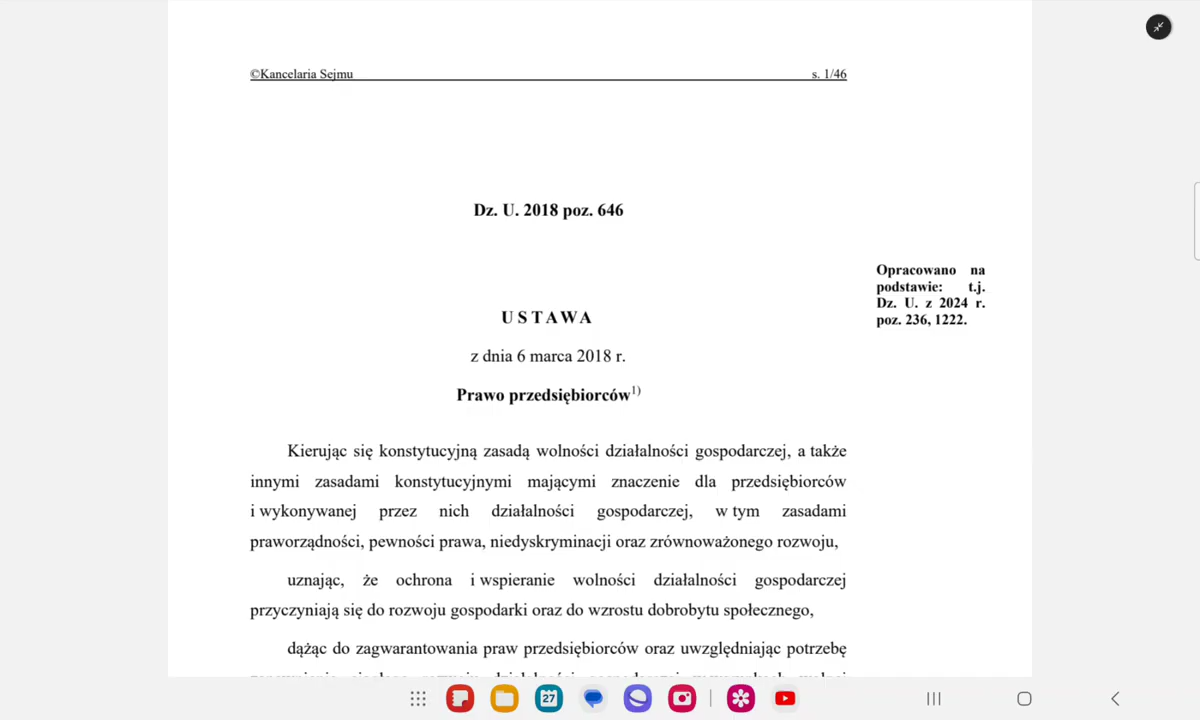 ©Kancelaria Sejmu s. 1/46
Dz. U. 2018 poz. 646
Opracowano na
podstawie: t.j.
Dz. U. z 2024 r.
poz. 236, 1222.
USTAWA
z dnia 6 marca 2018 r.
Prawo przedsiębiorców1)
Kierując się konstytucyjną zasadą wolności działalności gospodarczej, a także
innymi zasadami konstytucyjnymi mającymi znaczenie dla przedsiębiorców
i wykonywanej przez nich działalności gospodarczej, w tym zasadami
praworządności, pewności prawa, niedyskryminacji oraz zrównoważonego rozwoju,
uznając, że ochrona i wspieranie wolności działalności gospodarczej
przyczyniają się do rozwoju gospodarki oraz do wzrostu dobrobytu społecznego,
dążąc do zagwarantowania praw przedsiębiorców oraz uwzględniając potrzebę
27